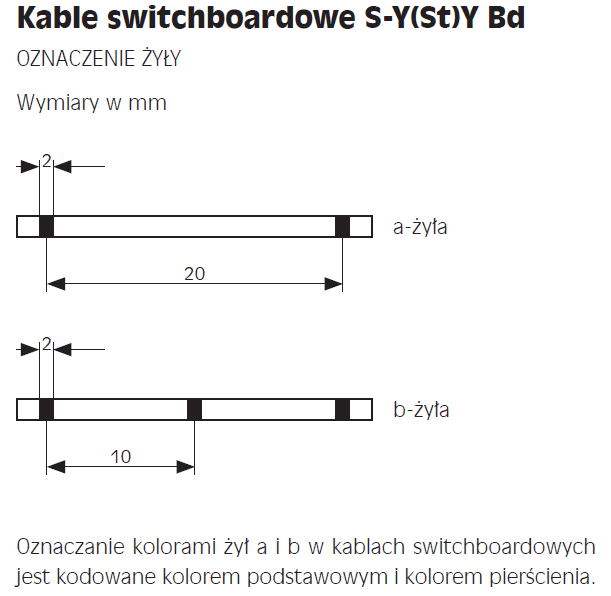 Kable switchboardowe S-Y(St)Y Bd
OZNACZENIE ŻYŁY
Wymiary w mm
2
a-żyła
20
2
b-żyła
10
Oznaczanie kolorami żył a i b w kablach switchboardowych
jest kodowane kolorem podstawowym i kolorem pierścienia.